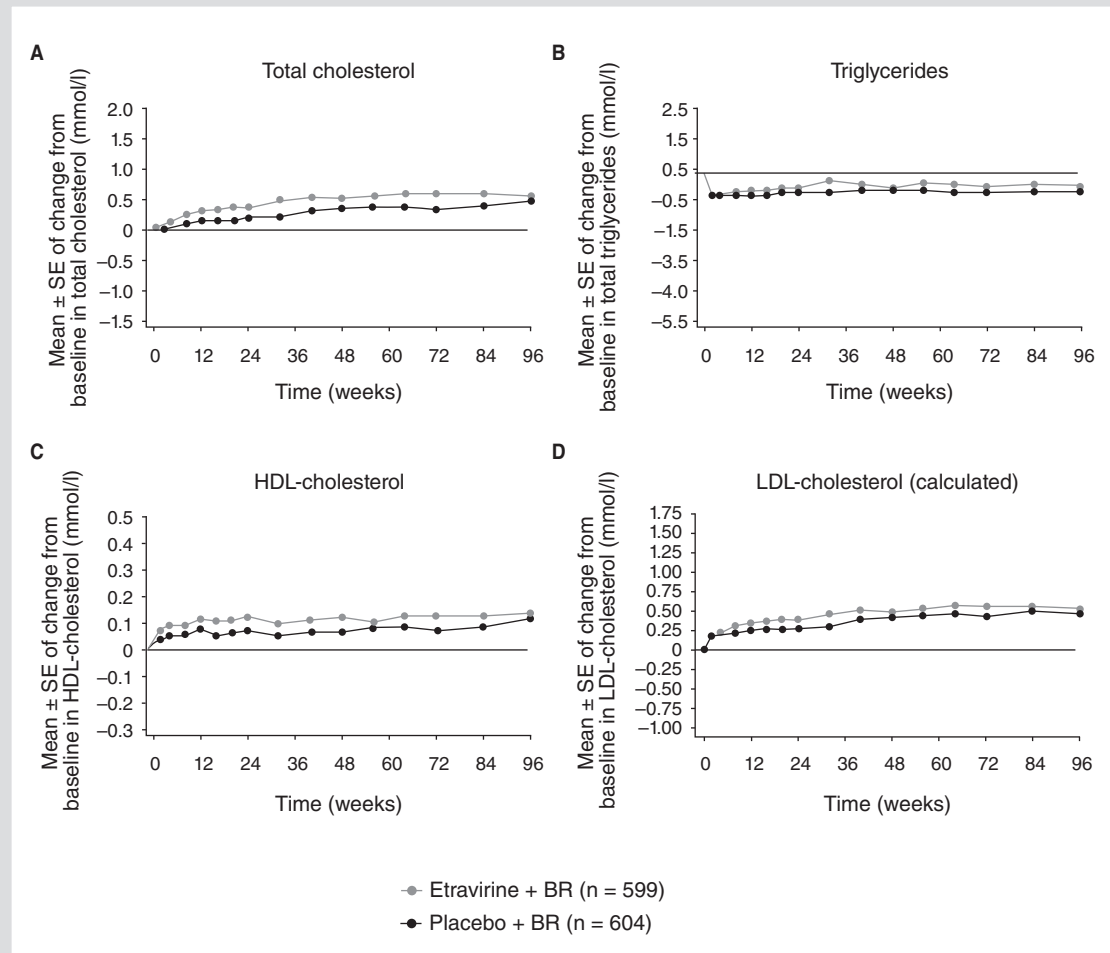 A
Total cholesterol
Mean ± SE of change from
baseline in total cholesterol (mmol/l)
2.0
1.5
1.0
0.5
0
–0.5
–1.0
–1.5
0 12 24 36 48 60 72 84 96
Time (weeks)
B
Triglycerides
Mean ± SE of change from
baseline in total triglycerides (mmol/l)
2.5
1.5
0.5
–0.5
–1.5
–3.5
–4.0
–5.5
0 12 24 36 48 60 72 84 96
Time (weeks)
C
HDL-cholesterol
Mean ± SE of change from
baseline in HDL-cholesterol (mmol/l)
0.5
0.4
0.3
0.2
0.1
0
–0.1
–0.2
–0.3
0 12 24 36 48 60 72 84 96
Time (weeks)
D
LDL-cholesterol (calculated)
Mean ± SE of change from
baseline in LDL-cholesterol (mmol/l)
1.75
1.50
1.25
1.00
0.75
0.50
0.25
0
–0.25
–0.50
–0.75
–1.00
0 12 24 36 48 60 72 84 96
Time (weeks)
Etravirine + BR (n = 599)
Placebo + BR (n = 604)